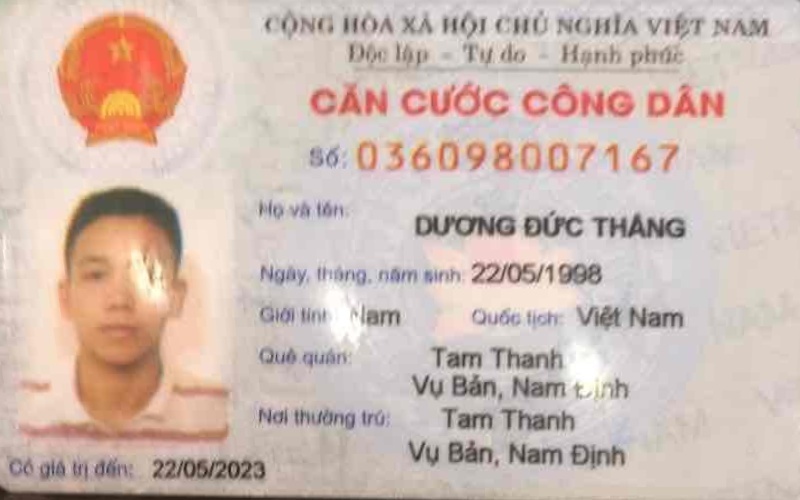 CỘNG HÒA XÃ HỘI CHỦ NGHĨA VIỆT NAM
Độc lập - Tự do - Hạnh phúc
CĂN CƯỚC CÔNG DÂN
Số: 036098007167
Họ và tên:
DƯƠNG ĐỨC THẮNG
Ngày, tháng, năm sinh: 22/05/1998
Giới tính: Nam Quốc tịch: Việt Nam
Quê quán: Tam Thanh
Vụ Bản, Nam Định
Nơi thường trú: Tam Thanh
Vụ Bản, Nam Định
Có giá trị đến: 22/05/2023